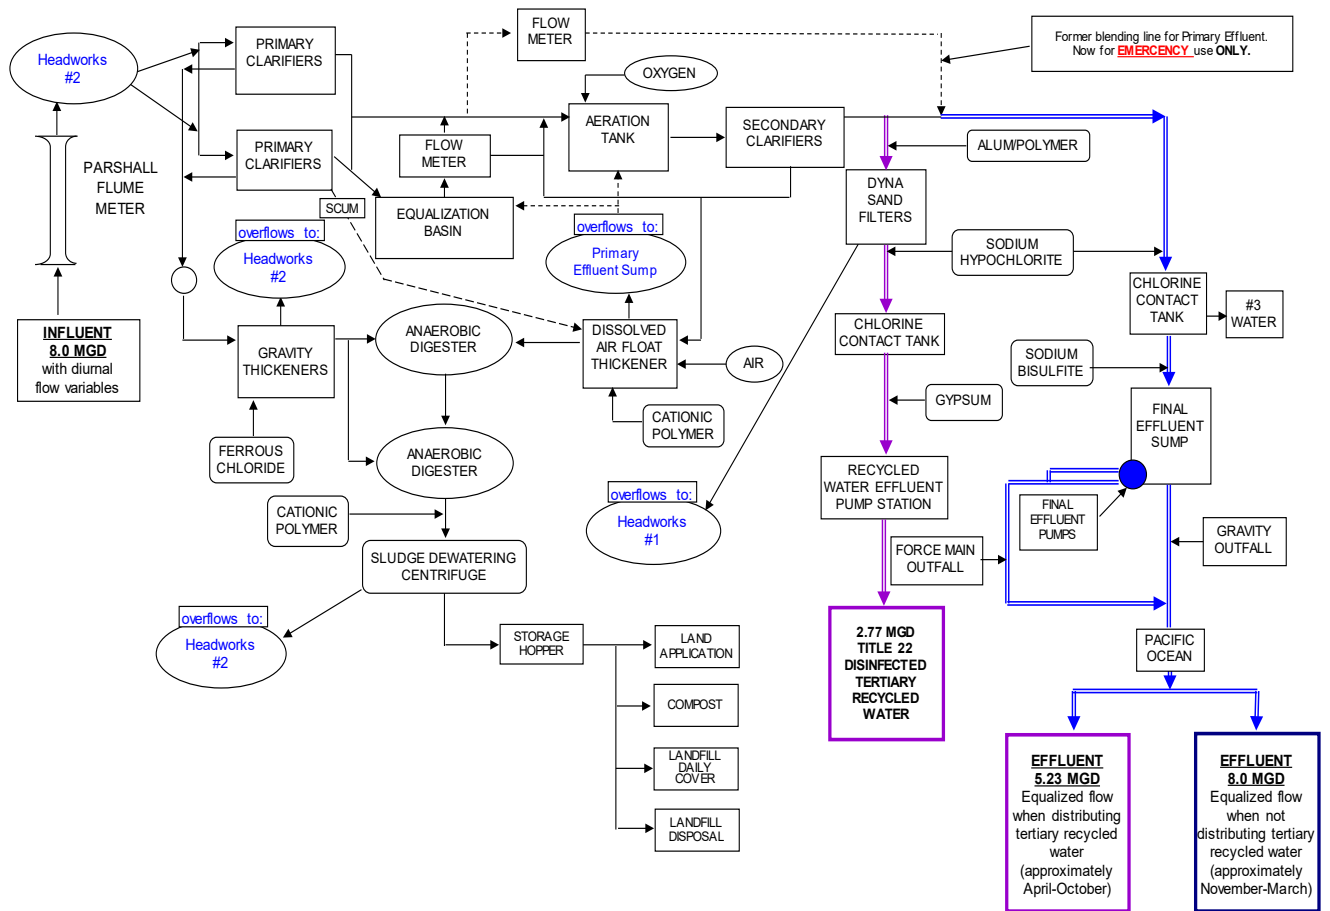 Headworks
#2
PRIMARY
CLARIFIERS
FLOW
METER
Former blending line for Primary Effluent.
Now for EMERCENCY use ONLY.
OXYGEN
AERATION
TANK
SECONDARY
CLARIFIERS
PRIMARY
CLARIFIERS
FLOW
METER
ALUM/POLYMER
PARSHALL
FLUME
METER
DYNA
SAND
FILTERS
SCUM
EQUALIZATION
BASIN
overflows to:
Headworks
#2
overflows to:
Primary
Effluent Sump
SODIUM
HYPOCHLORITE
CHLORINE
CONTACT
TANK
#3
WATER
INFLUENT
8.0 MGD
with diurnal
flow variables
GRAVITY
THICKENERS
ANAEROBIC
DIGESTER
DISSOLVED
AIR FLOAT
THICKENER
AIR
CHLORINE
CONTACT TANK
SODIUM
BISULFITE
FERROUS
CHLORIDE
CATIONIC
POLYMER
GYPSUM
FINAL
EFFLUENT
SUMP
ANAEROBIC
DIGESTER
RECYCLED
WATER EFFLUENT
PUMP STATION
CATIONIC
POLYMER
overflows to:
Headworks
#1
FINAL
EFFLUENT
PUMPS
GRAVITY
OUTFALL
FORCE MAIN
OUTFALL
SLUDGE DEWATERING
CENTRIFUGE
overflows to:
Headworks
#2
STORAGE
HOPPER
LAND
APPLICATION
COMPOST
LANDFILL
DAILY
COVER
LANDFILL
DISPOSAL
2.77 MGD
TITLE 22
DISINFECTED
TERTIARY
RECYCLED
WATER
PACIFIC
OCEAN
EFFLUENT
5.23 MGD
Equalized flow
when distributing
tertiary recycled
water
(approximately
April-October)
EFFLUENT
8.0 MGD
Equalized flow
when not
distributing tertiary
recycled water
(approximately
November-March)